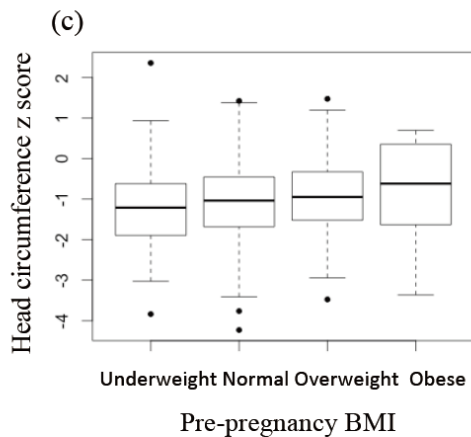 (c)
Head circumference z score
2
1
0
-1
-2
-3
-4
Underweight Normal Overweight Obese
Pre-pregnancy BMI